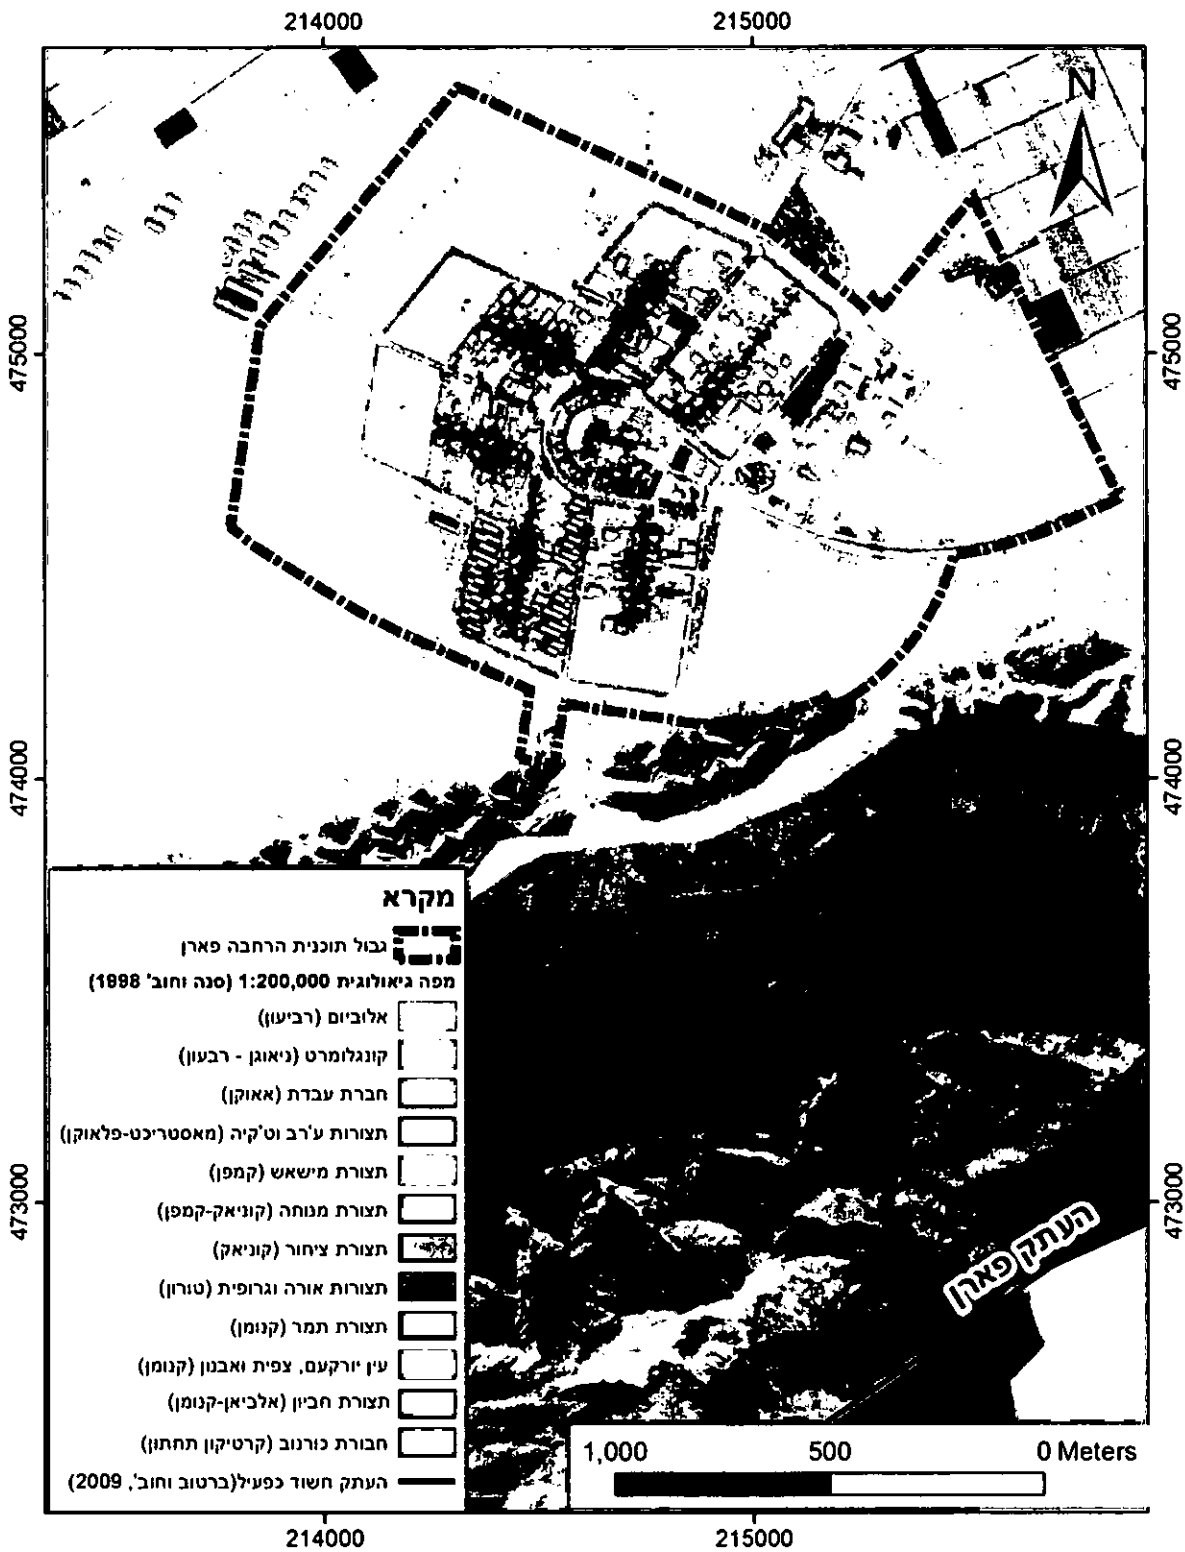 214000
215000
N
475000
475000
474000
474000
473000
473000
העתק פארן
מקרא
גבול תוכנית הרחבה פארן
מפה גיאולוגית 1:200,000 (סנה וחוב' 1998)
אלוביום (רביעון)
קונגלומרט (ניאוגן - רבעון)
חברת עבדת (אאוקן)
תצורות ע'רב וט'קיה (מאסטריכט-פלאוקן)
תצורת מישאש (קמפן)
תצורת מנוחה (קוניאק-קמפן)
תצורת ציחור (קוניאק)
תצורות אורה וגרופית (טורון)
תצורת תמר (קנומן)
עין יורקעם, צפית ואבנון (קנומן)
תצורת חביון (אלביאן-קנומן)
חבורת כורנוב (קרטיקון תחתון)
העתק חשוד כפעיל(ברטוב וחוב', 2009)
1,000 500 0 Meters
214000
215000